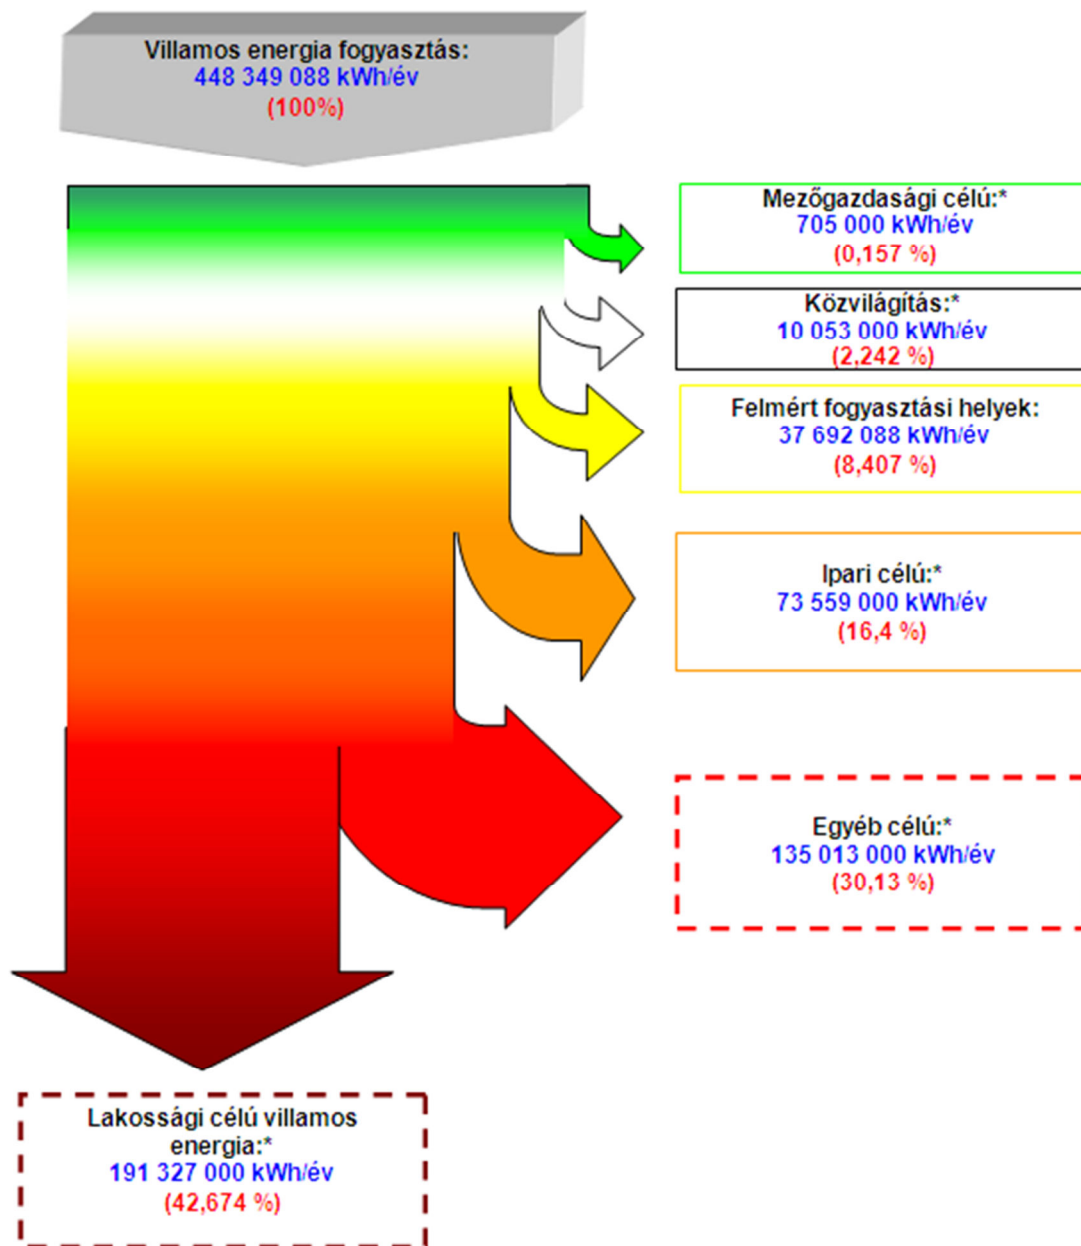 Villamos energia fogyasztás:
448 349 088 kWh/év
(100%)
Mezőgazdasági célú:*
705 000 kWh/év
(0,157 %)
Közvilágítás:*
10 053 000 kWh/év
(2,242 %)
Felmért fogyasztási helyek:
37 692 088 kWh/év
(8,407 %)
Ipari célú:*
73 559 000 kWh/év
(16,4 %)
Egyéb célú:*
135 013 000 kWh/év
(30,13 %)
Lakossági célú villamos
energia:*
191 327 000 kWh/év
(42,674 %)